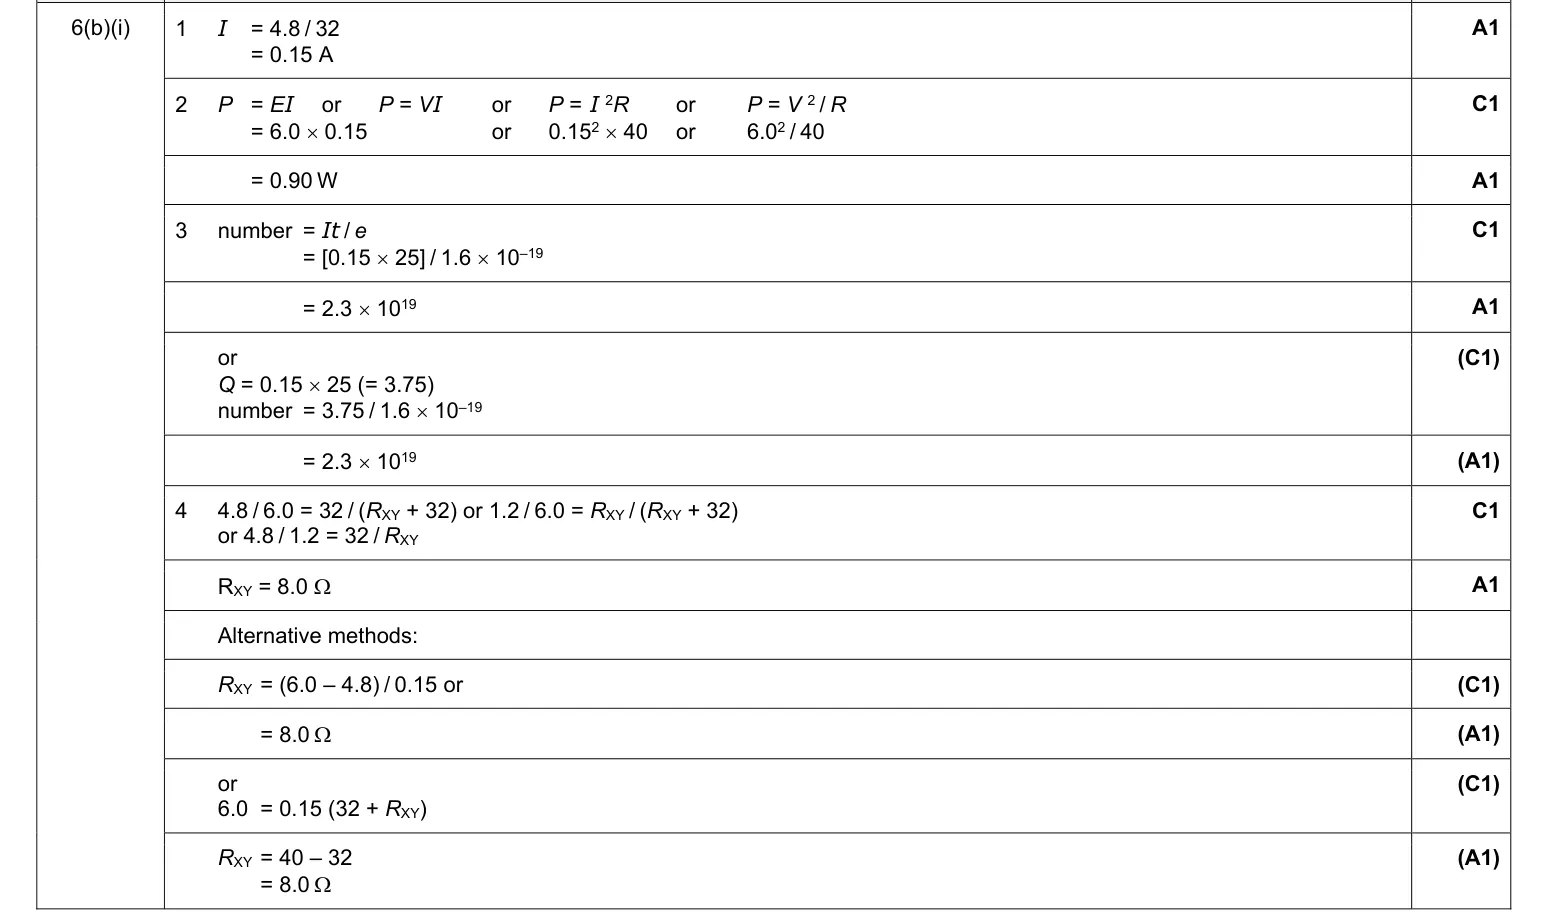 6(b)(i) 1 I = 4.8 / 32 A1
= 0.15 A
2 P = EI or P = VI or P = I ²R or P = V ² / R C1
= 6.0 × 0.15 or 0.15² × 40 or 6.0² / 40
= 0.90 W A1
3 number = It / e C1
= [0.15 × 25] / 1.6 × 10⁻¹⁹
= 2.3 × 10¹⁹ A1
or (C1)
Q = 0.15 × 25 (= 3.75)
number = 3.75 / 1.6 × 10⁻¹⁹
= 2.3 × 10¹⁹ (A1)
4 4.8 / 6.0 = 32 / (RXY + 32) or 1.2 / 6.0 = RXY / (RXY + 32) C1
or 4.8 / 1.2 = 32 / RXY
RXY = 8.0 Ω A1
Alternative methods:
RXY = (6.0 – 4.8) / 0.15 or (C1)
= 8.0 Ω (A1)
or (C1)
6.0 = 0.15 (32 + RXY)
RXY = 40 – 32 (A1)
= 8.0 Ω